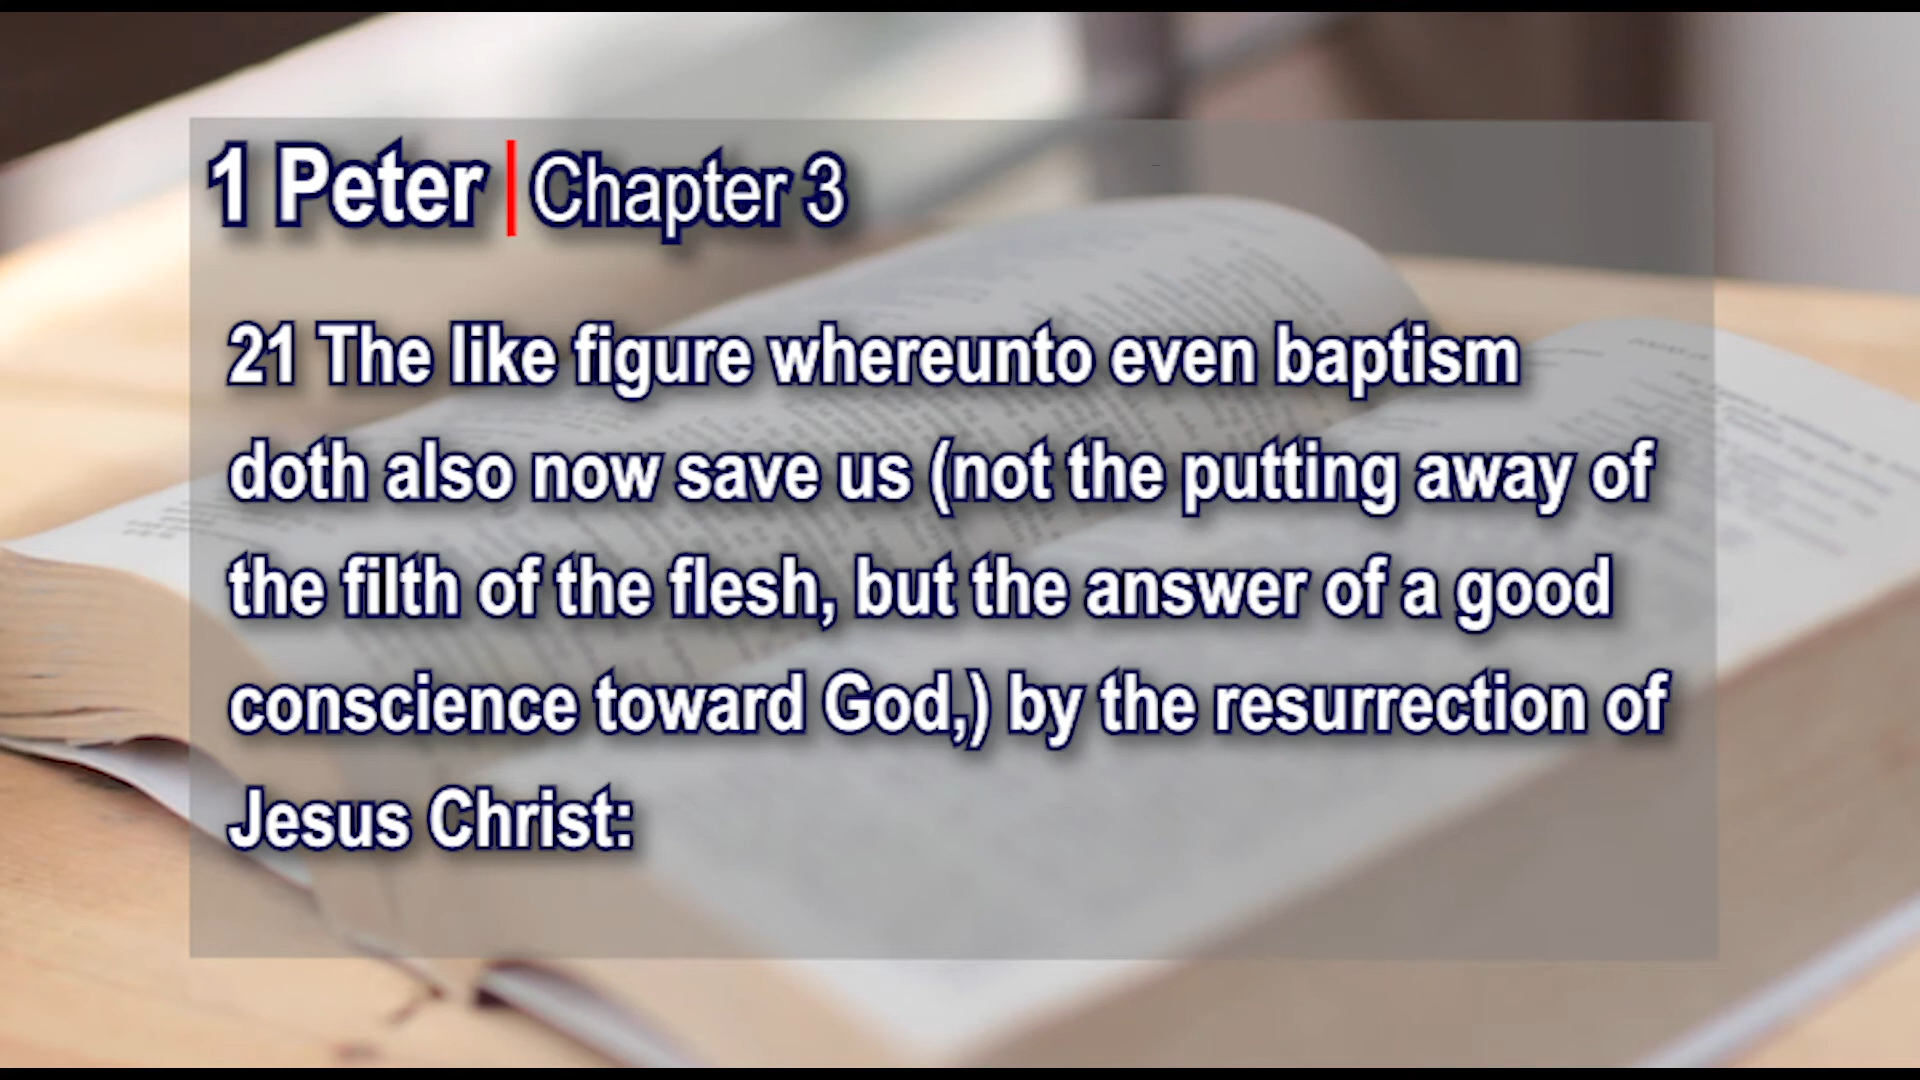 1 Peter | Chapter 3
21 The like figure whereunto even baptism
doth also now save us (not the putting away of
the filth of the flesh, but the answer of a good
conscience toward God,) by the resurrection of
Jesus Christ: